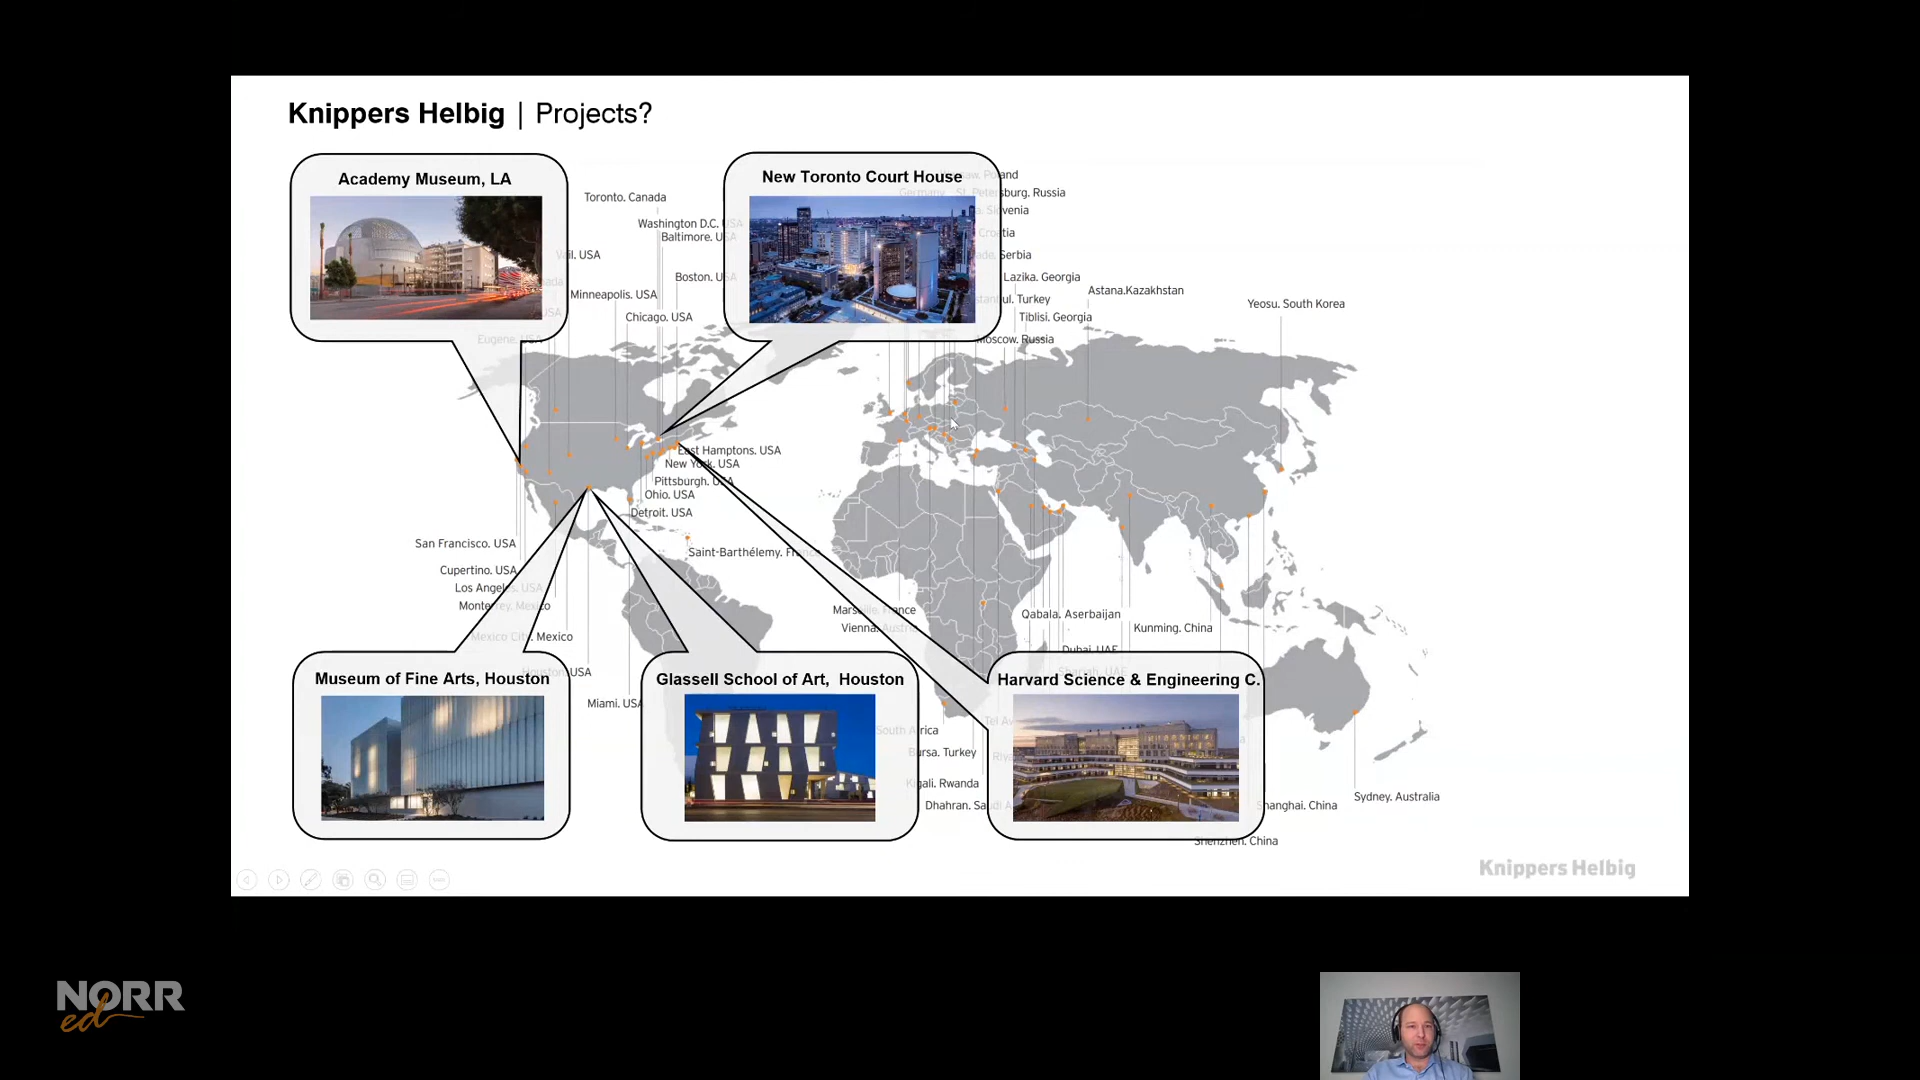 Knippers Helbig | Projects?
Academy Museum, LA
New Toronto Court House
Toronto. Canada
Washington D.C. USA
Baltimore. USA
Vail. USA
Boston. USA
Minneapolis. USA
Chicago. USA
Eugene. USA
Poland
St. Petersburg. Russia
Slovenia
Croatia
Serbia
Lazika. Georgia
Istanbul. Turkey
Tiblisi. Georgia
Moscow. Russia
Astana.Kazakhstan
Yeosu. South Korea
East Hamptons. USA
New York. USA
Pittsburgh. USA
Ohio. USA
Detroit. USA
San Francisco. USA
Saint-Barthélemy. France
Cupertino. USA
Los Angeles. USA
Monterrey. Mexico
Mexico City. Mexico
Houston. USA
Miami. USA
Marseille. France
Vienna. Austria
Qabala. Aserbaijan
Kunming. China
Dubai. UAE
Sharjah. UAE
Museum of Fine Arts, Houston
Glassell School of Art, Houston
Harvard Science & Engineering C.
South Africa
Bursa. Turkey
Kigali. Rwanda
Dhahran. Saudi A
Shanghai. China
Sydney. Australia
Shenzhen. China
Knippers Helbig
NORR
ed